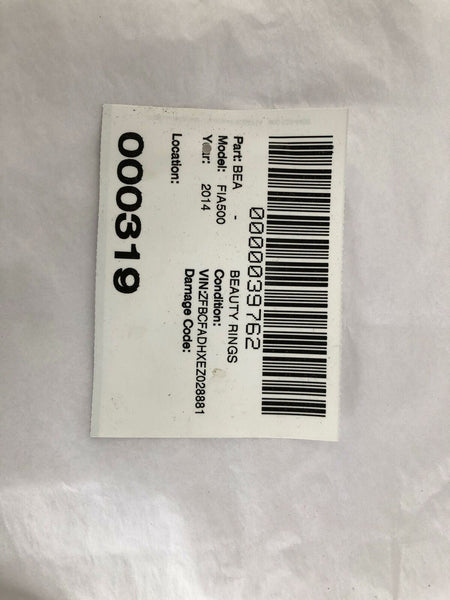 0000039762
Part: BEA - BEAUTY RINGS
Model: FIA500 Condition:
Year: 2014 VIN:ZFBCFADHXEZ028881
Damage Code:
Location:
000319